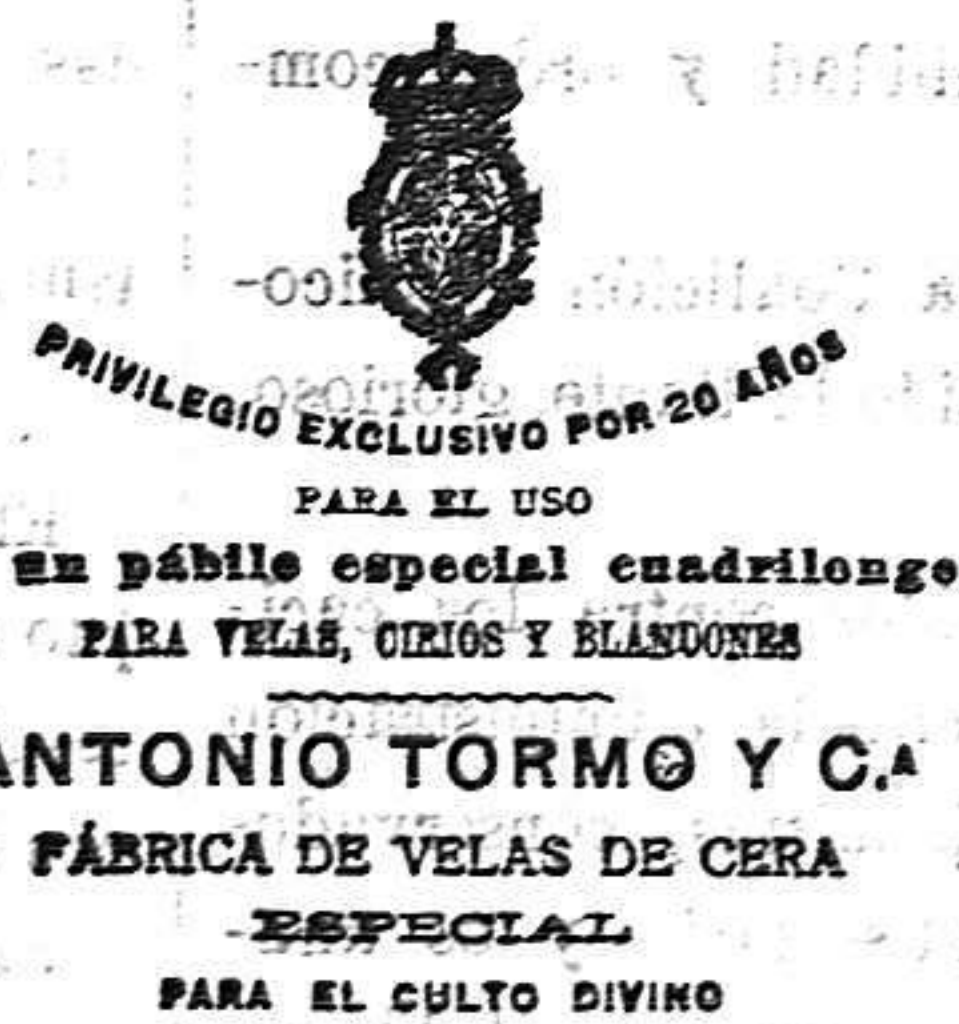 PRIVILEGIO EXCLUSIVO POR 20 AÑOS
PARA EL USO
un pábilo especial cuadrilongo
PARA VELAS, CIRIOS Y BLANDONES
ANTONIO TORMO Y C.A
FÁBRICA DE VELAS DE CERA
ESPECIAL
PARA EL CULTO DIVINO